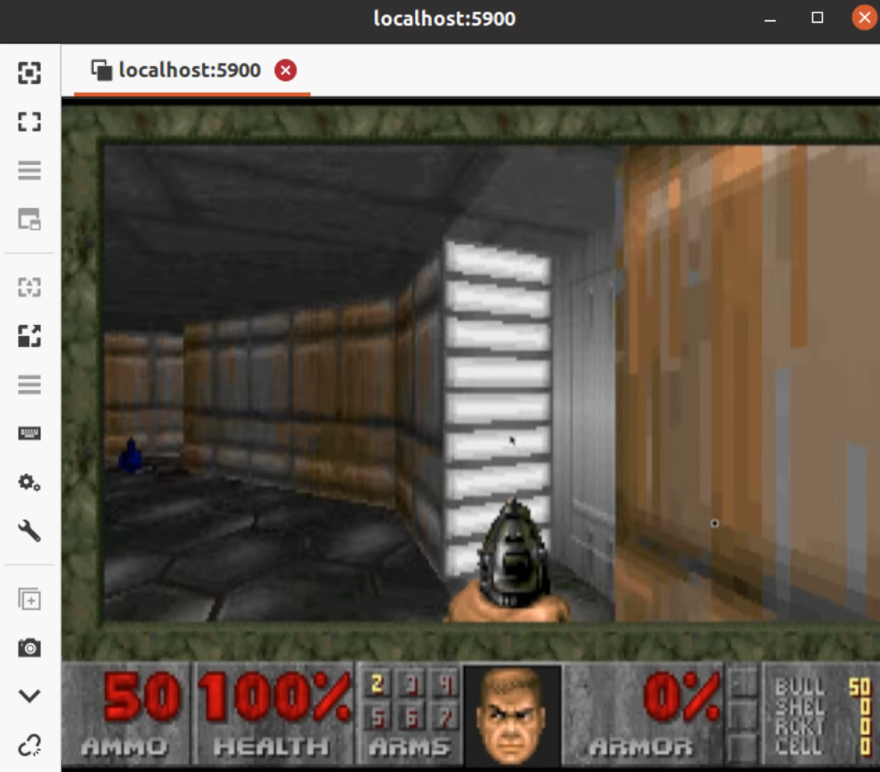 localhost:5900
localhost:5900
50 100% 2 3 4 0% BULL 50
5 6 7 SHEL 0
RCKT 0
AMMO HEALTH ARMS ARMOR CELL 0